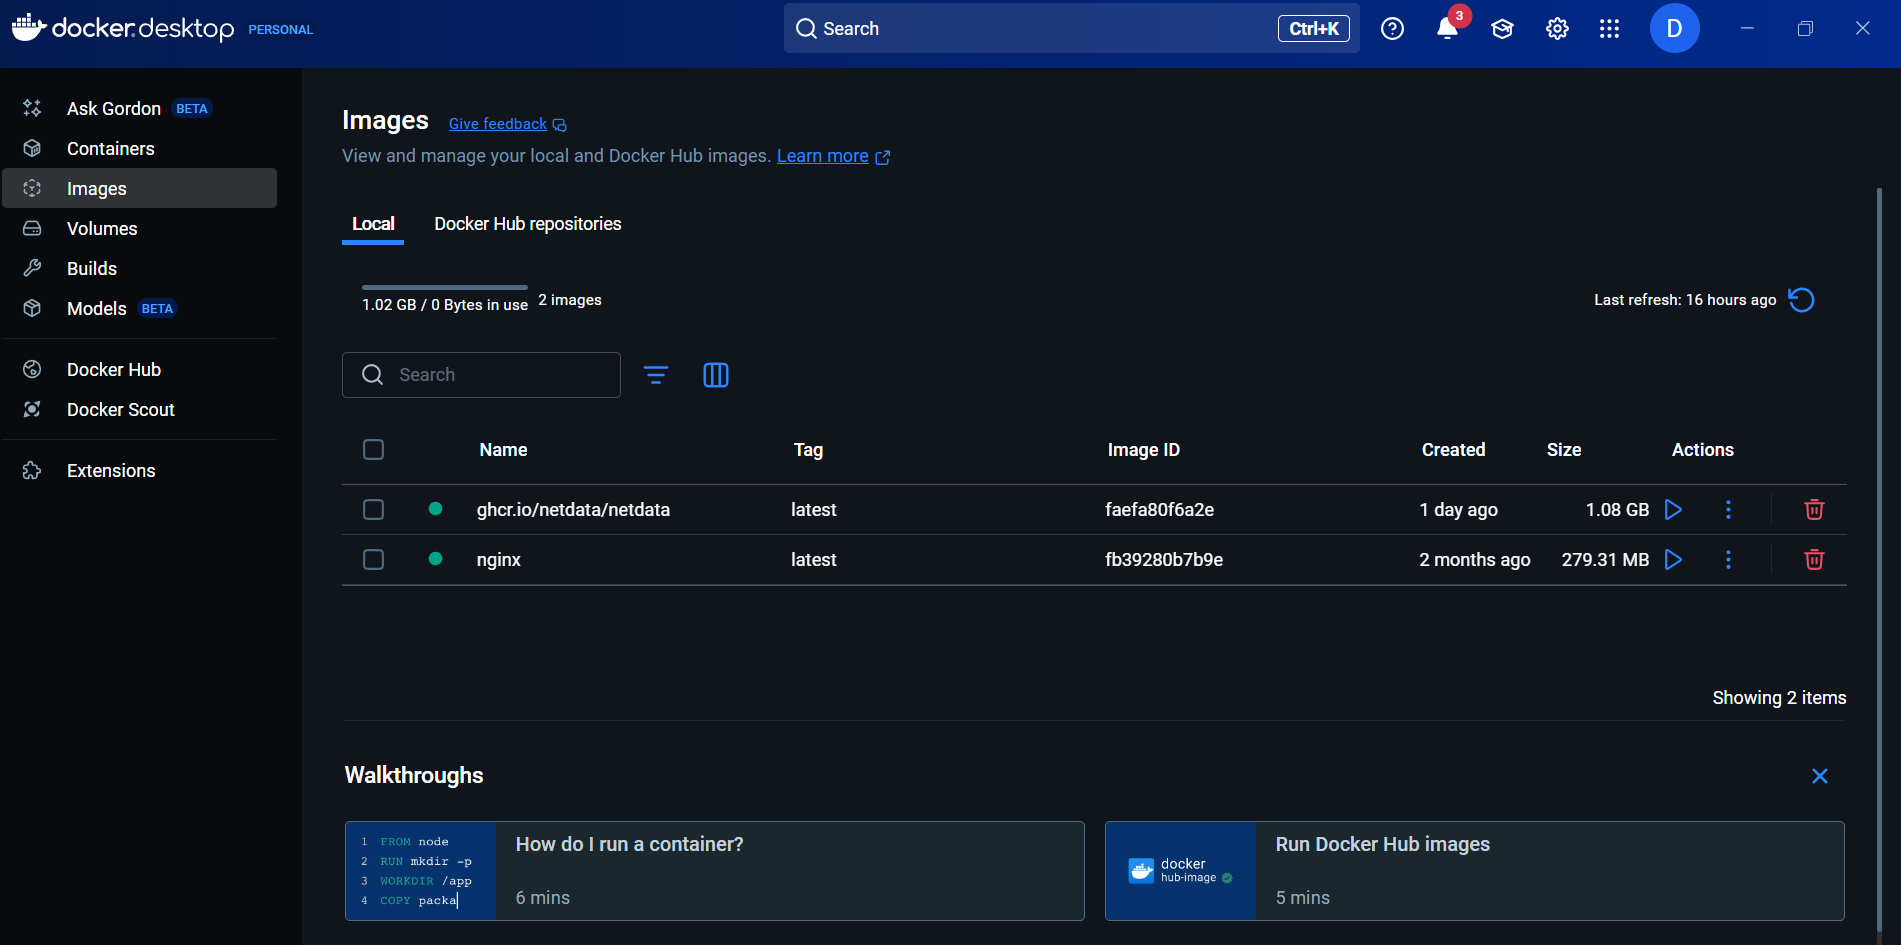 docker.desktop PERSONAL
Search Ctrl+K
3
D
Ask Gordon BETA
Containers
Images
Volumes
Builds
Models BETA
Docker Hub
Docker Scout
Extensions
Images Give feedback
View and manage your local and Docker Hub images. Learn more
Local Docker Hub repositories
1.02 GB / 0 Bytes in use 2 images
Last refresh: 16 hours ago
Search
Name Tag Image ID Created Size Actions
ghcr.io/netdata/netdata latest faefa80f6a2e 1 day ago 1.08 GB
nginx latest fb39280b7b9e 2 months ago 279.31 MB
Showing 2 items
Walkthroughs
1 FROM node
2 RUN mkdir -p
3 WORKDIR /app
4 COPY packa
How do I run a container?
6 mins
docker
hub-image
Run Docker Hub images
5 mins